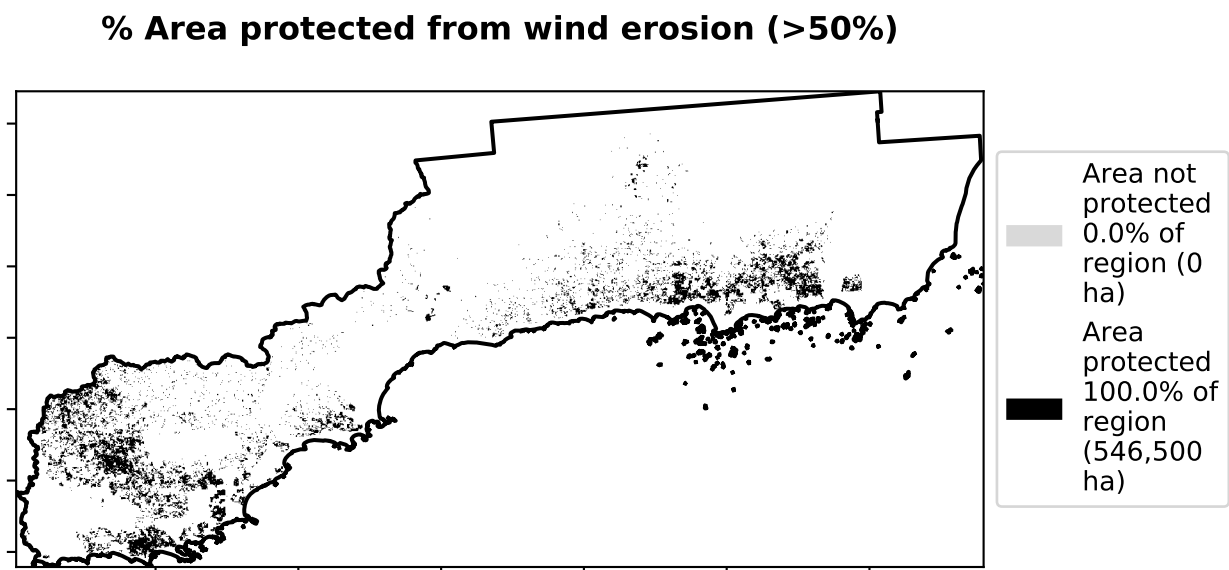 % Area protected from wind erosion (>50%)
Area not
protected
0.0% of
region (0
ha)
Area
protected
100.0% of
region
(546,500
ha)